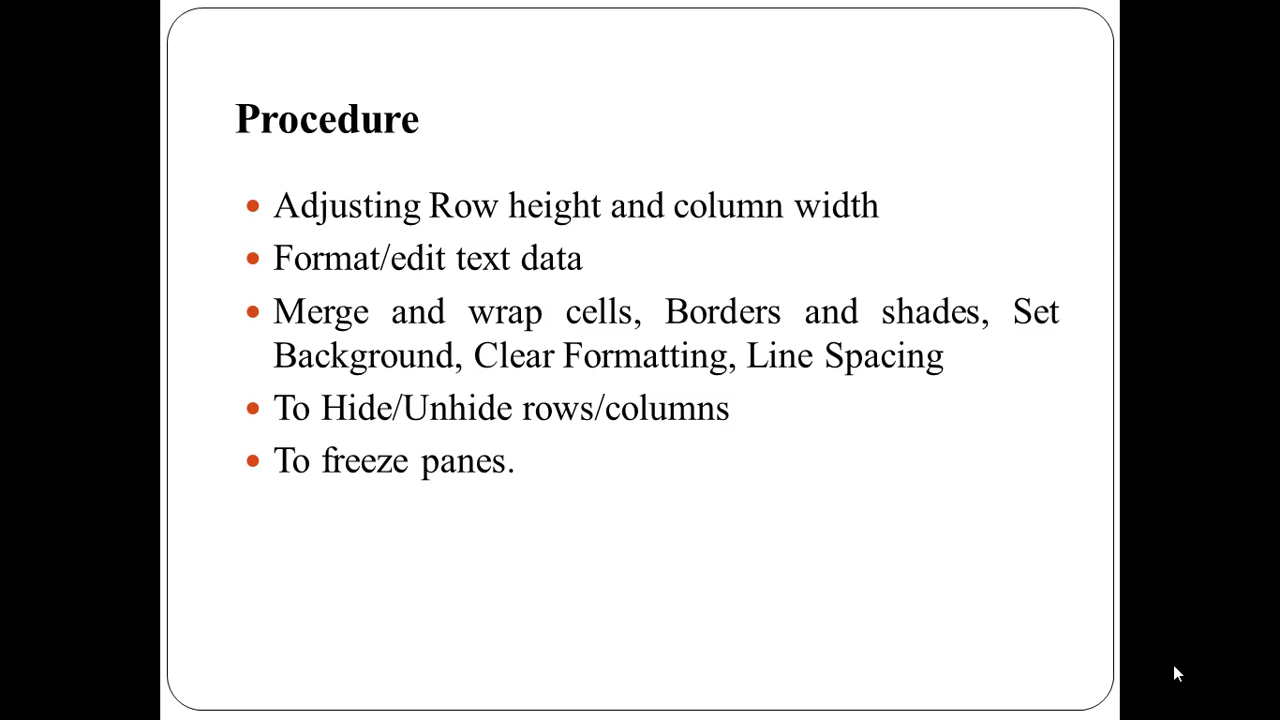 Procedure
• Adjusting Row height and column width
• Format/edit text data
• Merge and wrap cells, Borders and shades, Set
Background, Clear Formatting, Line Spacing
• To Hide/Unhide rows/columns
• To freeze panes.